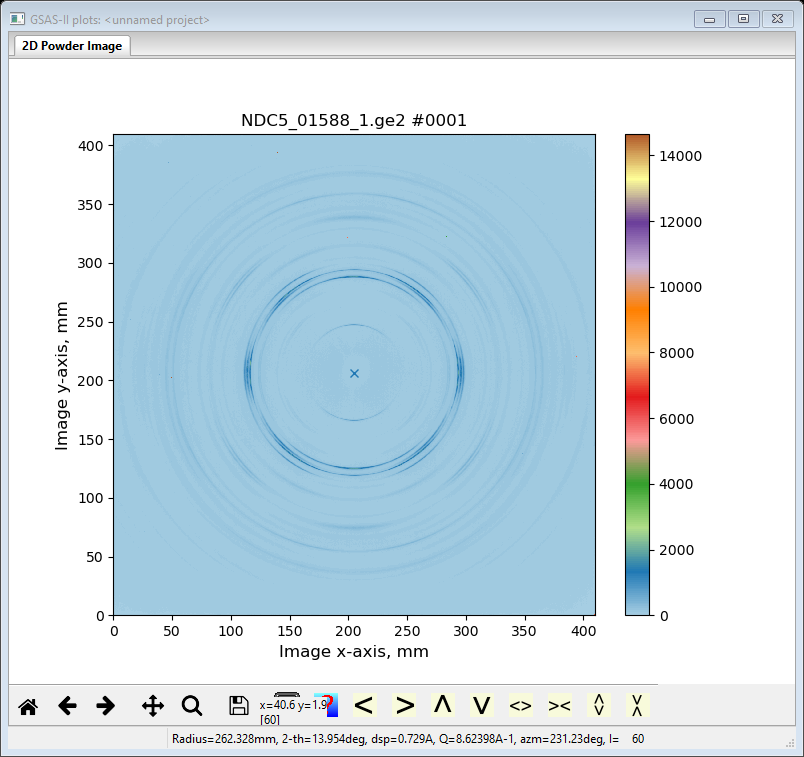 GSAS-II plots: <unnamed project>
2D Powder Image
NDC5_01588_1.ge2 #0001
400
350
300
250
200
150
100
50
0
Image y-axis, mm
0 50 100 150 200 250 300 350 400
Image x-axis, mm
14000
12000
10000
8000
6000
4000
2000
0
x=40.6 y=1.9
[60]
Radius=262.328mm, 2-th=13.954deg, dsp=0.729A, Q=8.62398A-1, azm=231.23deg, I= 60